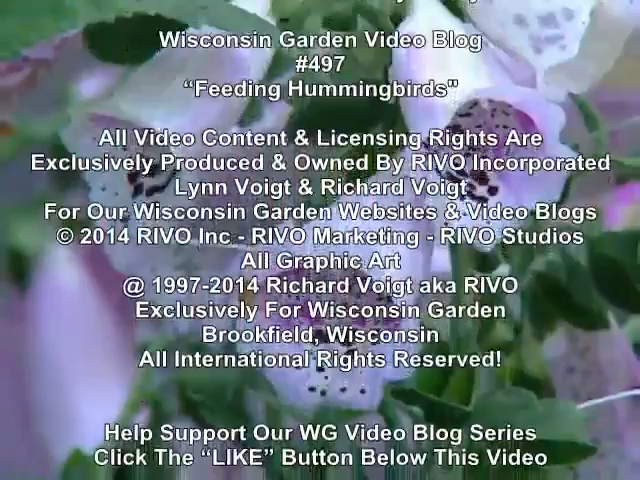 Wisconsin Garden Video Blog
#497
“Feeding Hummingbirds"
All Video Content & Licensing Rights Are
Exclusively Produced & Owned By RIVO Incorporated
Lynn Voigt & Richard Voigt
For Our Wisconsin Garden Websites & Video Blogs
© 2014 RIVO Inc - RIVO Marketing - RIVO Studios
All Graphic Art
@ 1997-2014 Richard Voigt aka RIVO
Exclusively For Wisconsin Garden
Brookfield, Wisconsin
All International Rights Reserved!
Help Support Our WG Video Blog Series
Click The “LIKE” Button Below This Video